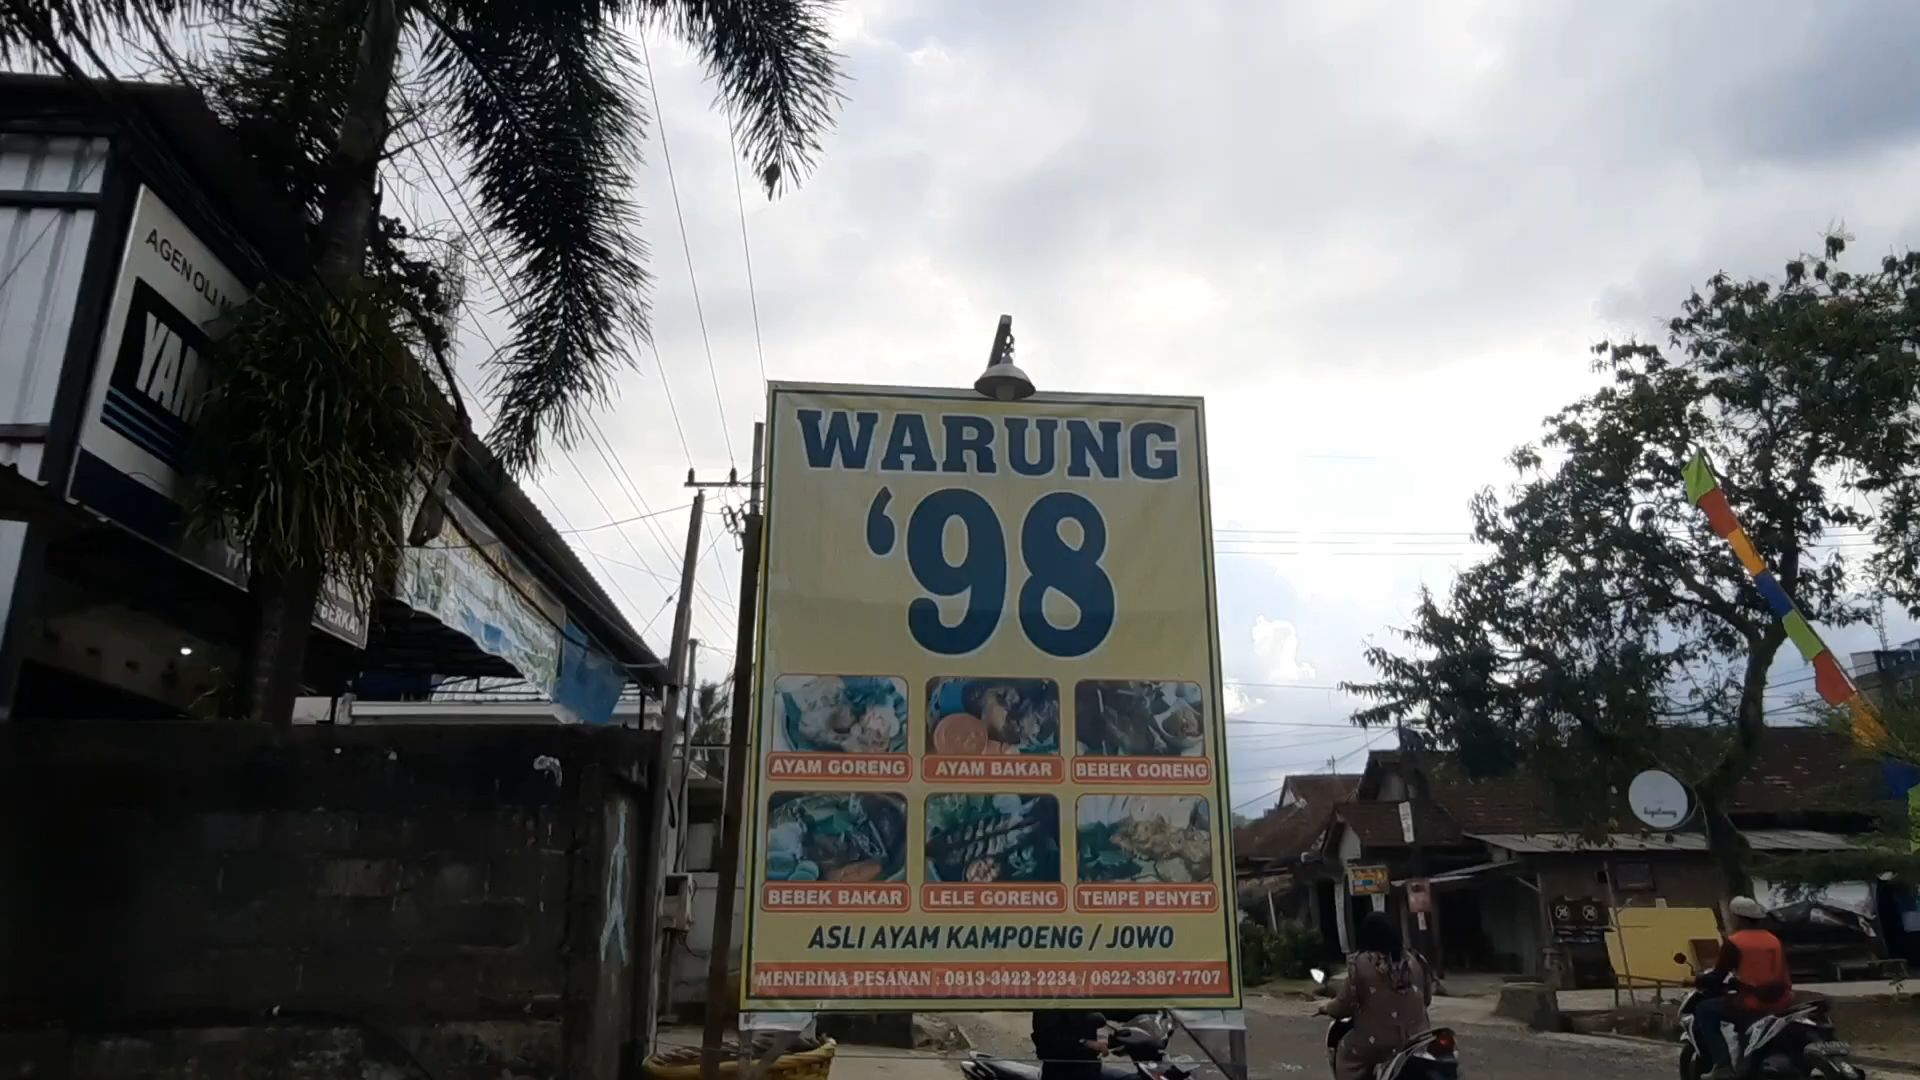 WARUNG
‘98
AYAM GORENG
AYAM BAKAR
BEBEK GORENG
BEBEK BAKAR
LELE GORENG
TEMPE PENYET
ASLI AYAM KAMPOENG / JOWO
MENERIMA PESANAN : 0813-3422-2234 / 0822-3367-7707
AGEN OLI
BERKAT